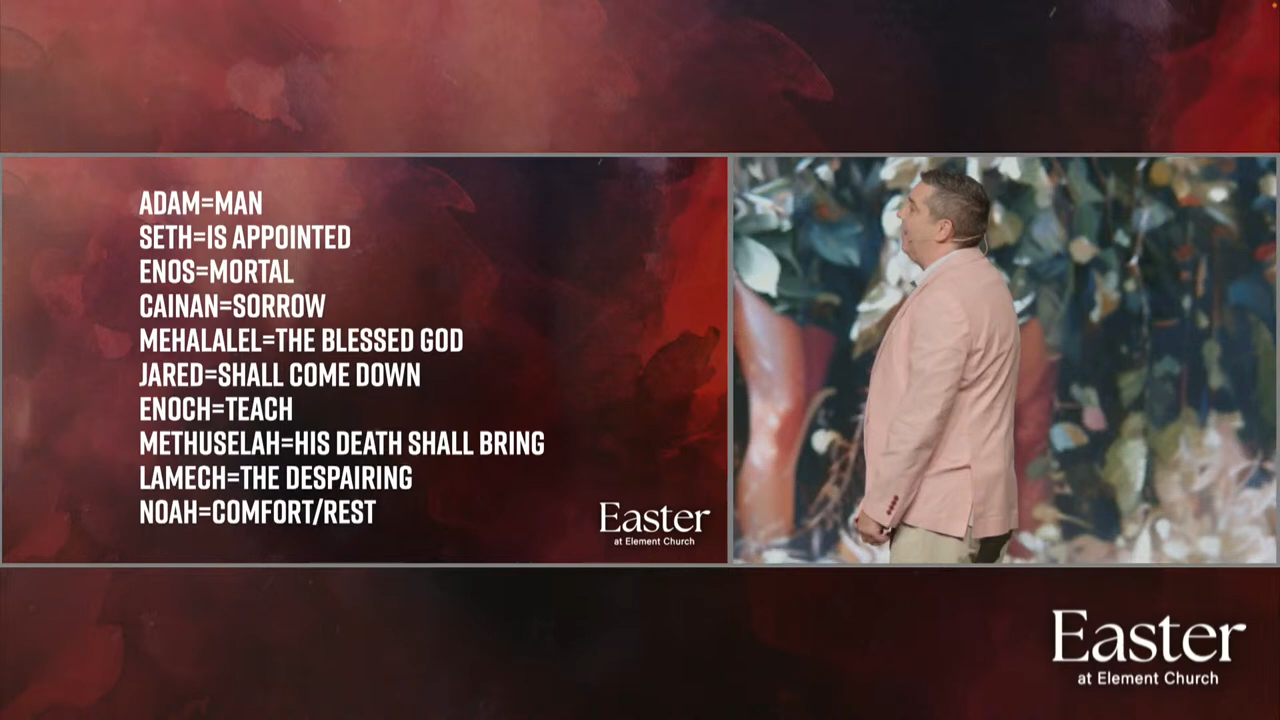 ADAM=MAN
SETH=IS APPOINTED
ENOS=MORTAL
CAINAN=SORROW
MEHALALEL=THE BLESSED GOD
JARED=SHALL COME DOWN
ENOCH=TEACH
METHUSELAH=HIS DEATH SHALL BRING
LAMECH=THE DESPAIRING
NOAH=COMFORT/REST
Easter
at Element Church
Easter
at Element Church